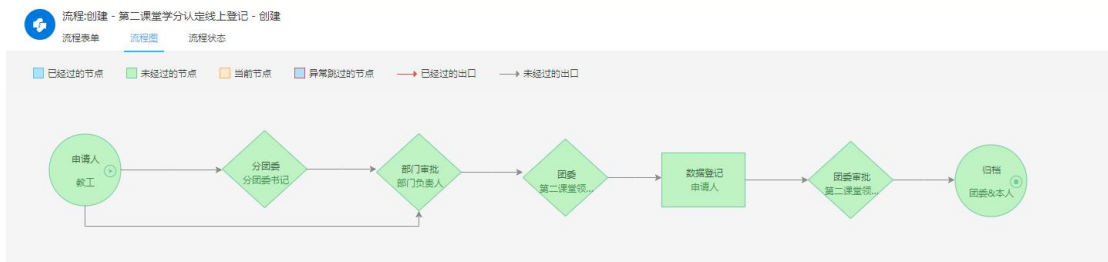 流程:创建 - 第二课堂学分认定线上登记 - 创建
流程表单 流程图 流程状态
已经过的节点 未经过的节点 当前节点 异常跳过的节点 已经过的出口 未经过的出口
申请人
教工
分团委
分团委书记
部门审批
部门负责人
团委
第二课堂领...
数据登记
申请人
团委审批
第二课堂领...
归档
团委&本人